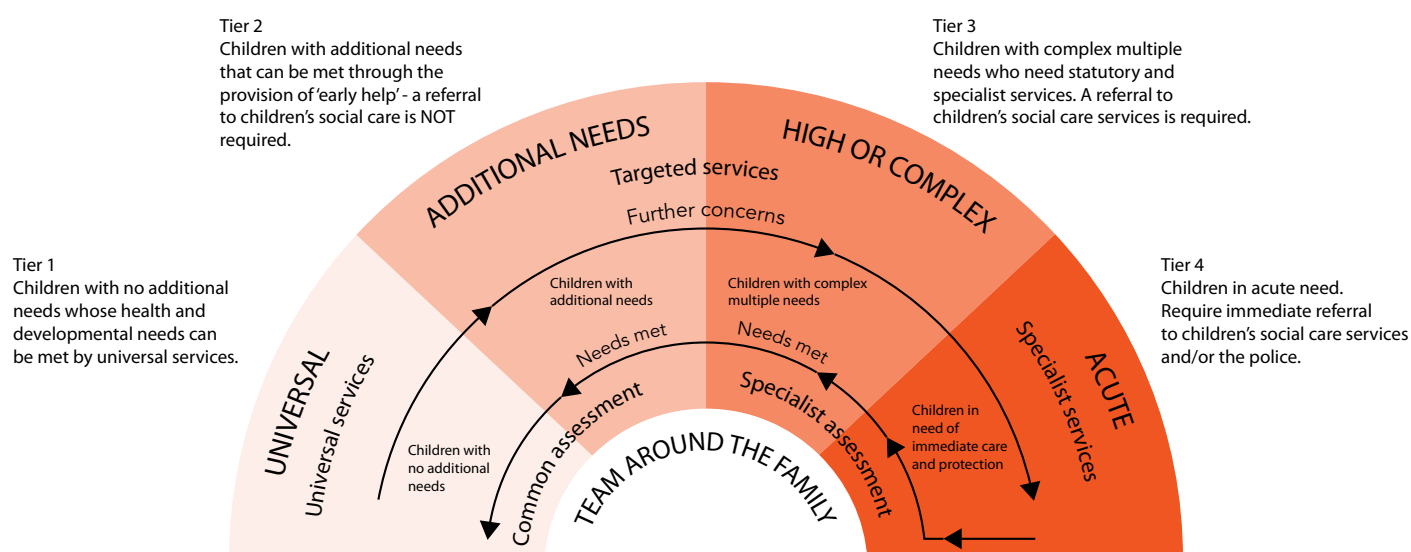 Tier 2
Children with additional needs
that can be met through the
provision of ‘early help’ - a referral
to children’s social care is NOT
required.
Tier 3
Children with complex multiple
needs who need statutory and
specialist services. A referral to
children’s social care services is required.
Tier 1
Children with no additional
needs whose health and
developmental needs can
be met by universal services.
Tier 4
Children in acute need.
Require immediate referral
to children’s social care services
and/or the police.
UNIVERSAL
ADDITIONAL NEEDS
HIGH OR COMPLEX
ACUTE
Universal services
Targeted services
Specialist services
Further concerns
Children with
additional needs
Children with complex
multiple needs
Needs met
Needs met
Children with
no additional
needs
Children in
need of
immediate care
and protection
Common assessment
Specialist assessment
TEAM AROUND THE FAMILY